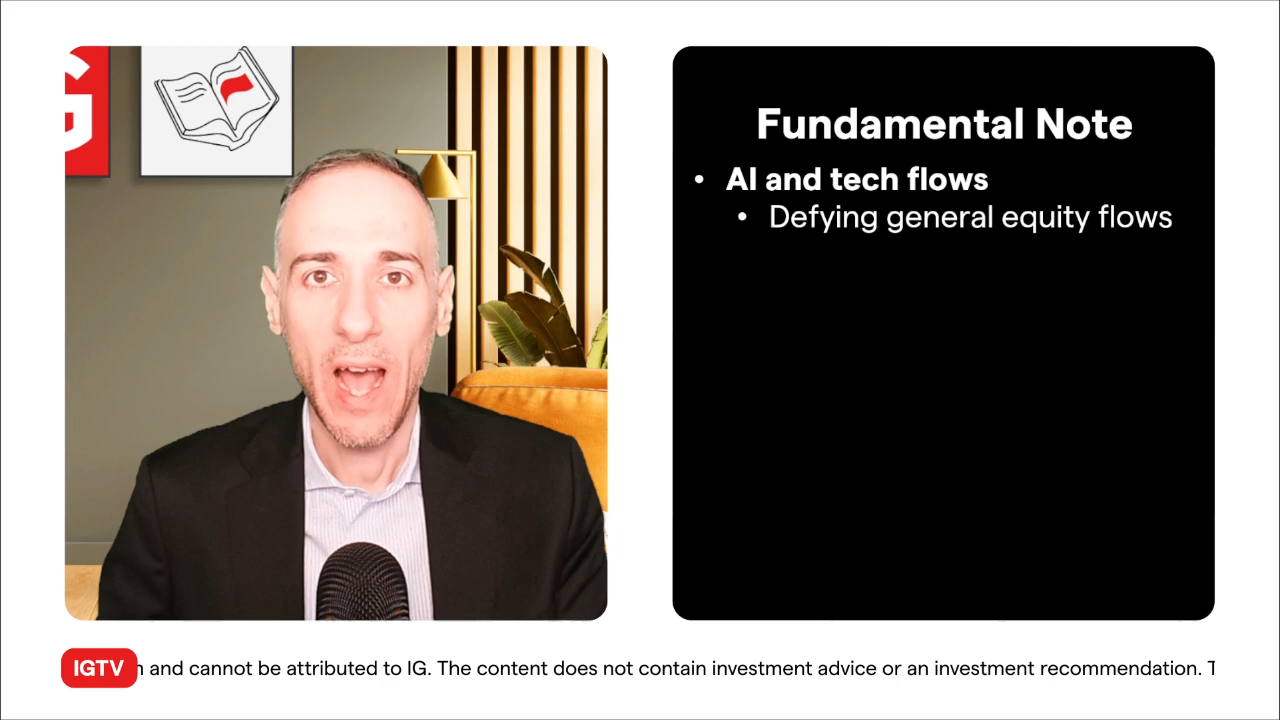 G
Fundamental Note
• AI and tech flows
• Defying general equity flows
IGTV
and cannot be attributed to IG. The content does not contain investment advice or an investment recommendation.